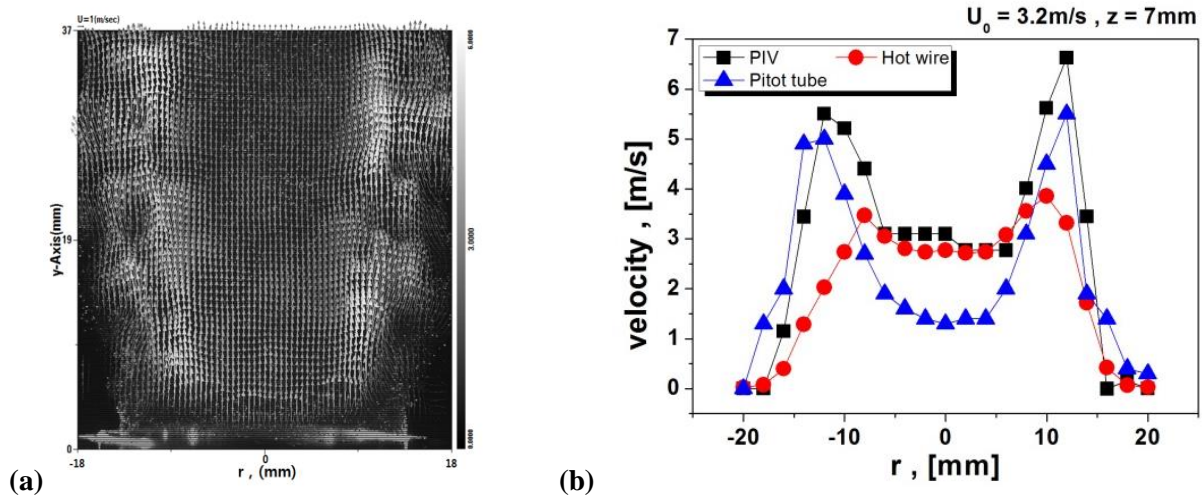 U=1(m/sec)
37
19
0
y-Axis(mm)
-18
0
18
r , (mm)
6.0000
3.0000
0.0000
(a)
U0 = 3.2m/s , z = 7mm
PIV
Hot wire
Pitot tube
7
6
5
4
3
2
1
0
velocity , [m/s]
-20
-10
0
10
20
r , [mm]
(b)